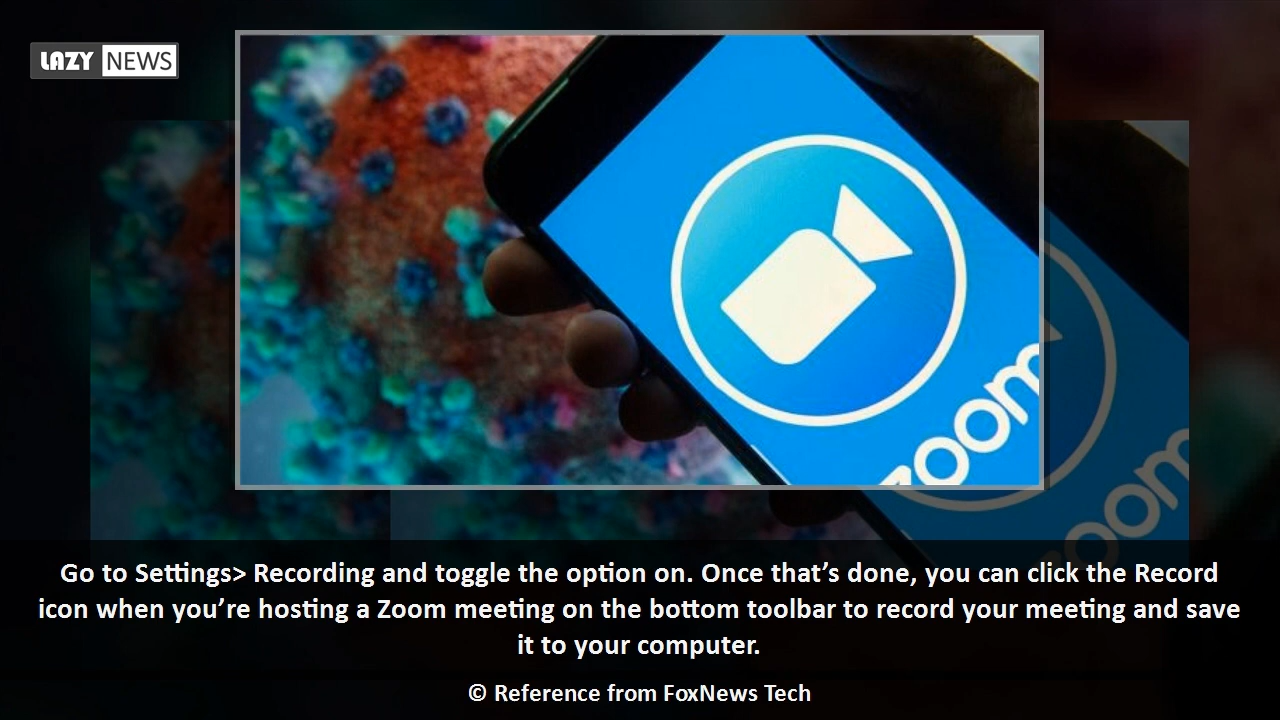 LAZY NEWS
zoom
zoom
Go to Settings> Recording and toggle the option on. Once that’s done, you can click the Record
icon when you’re hosting a Zoom meeting on the bottom toolbar to record your meeting and save
it to your computer.
© Reference from FoxNews Tech